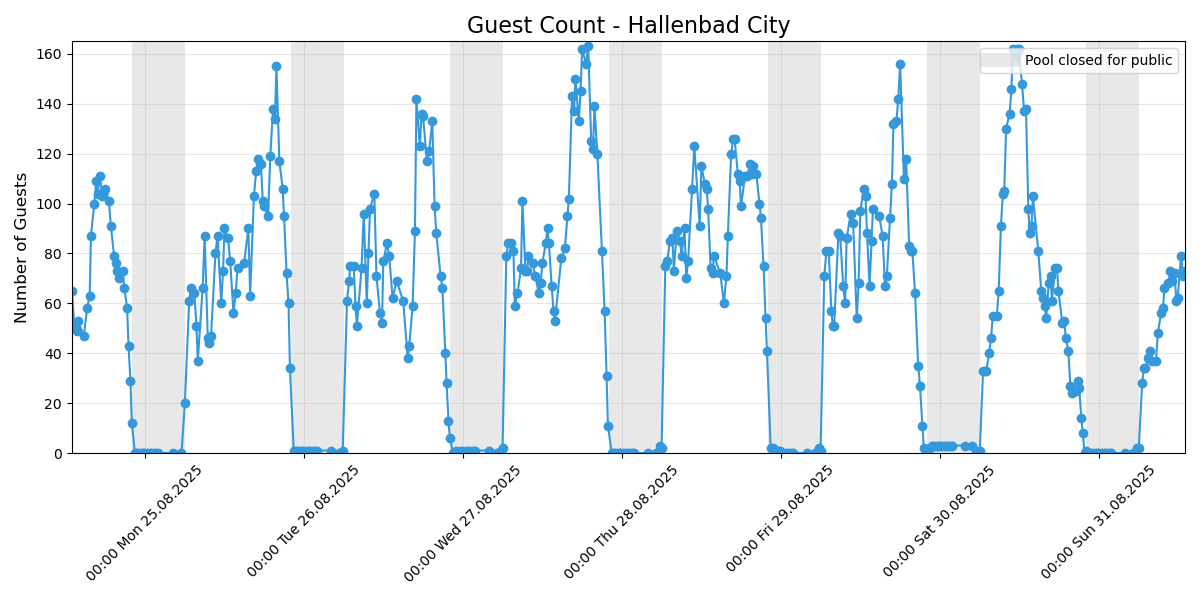 Guest Count - Hallenbad City
Pool closed for public
Number of Guests
160
140
120
100
80
60
40
20
0
00:00 Mon 25.08.2025
00:00 Tue 26.08.2025
00:00 Wed 27.08.2025
00:00 Thu 28.08.2025
00:00 Fri 29.08.2025
00:00 Sat 30.08.2025
00:00 Sun 31.08.2025